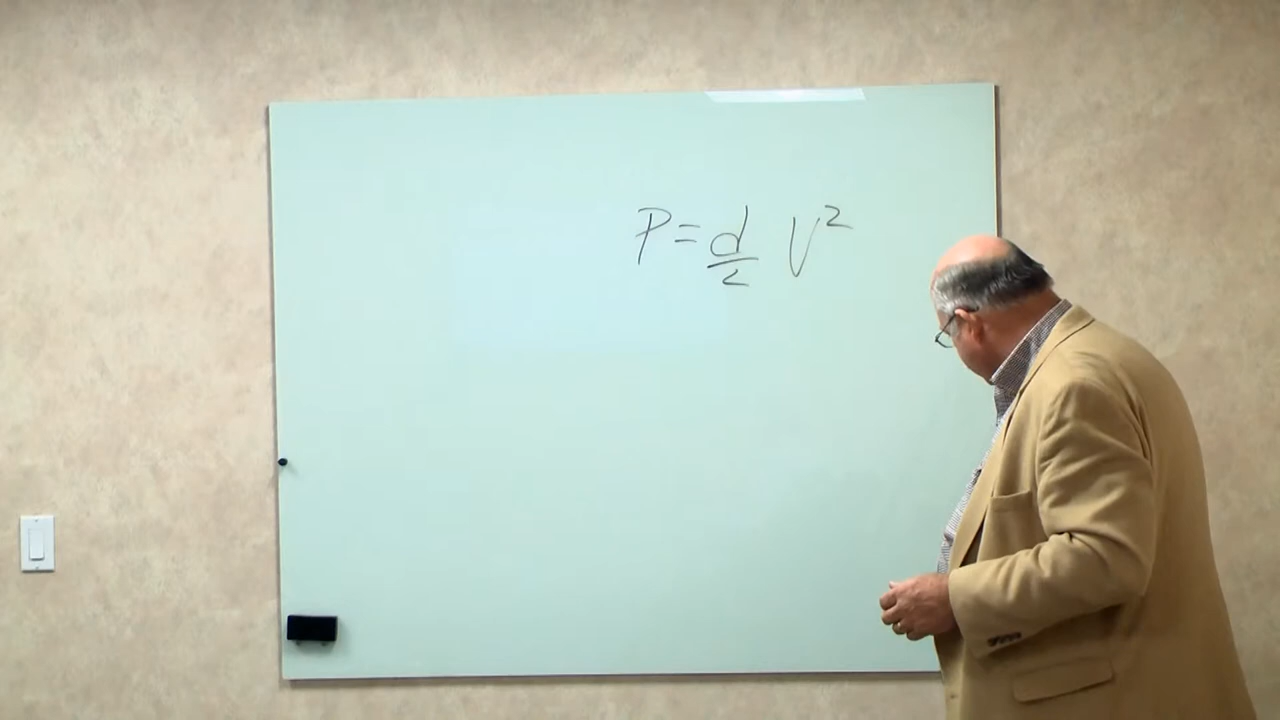 P = d/2 V²